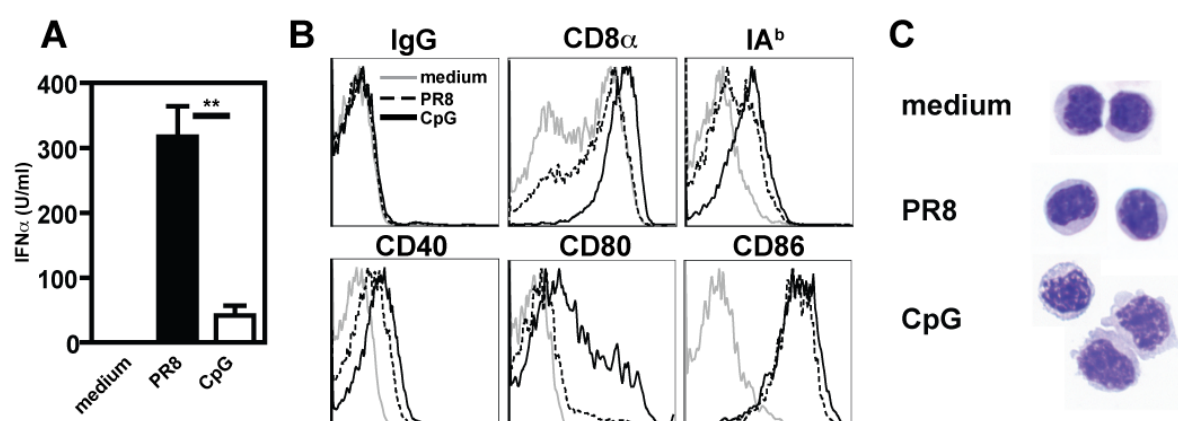 A
IFNα (U/ml)
400
300
200
100
0
**
medium
PR8
CpG
B
IgG
CD8α
IAᵇ
medium
PR8
CpG
CD40
CD80
CD86
C
medium
PR8
CpG